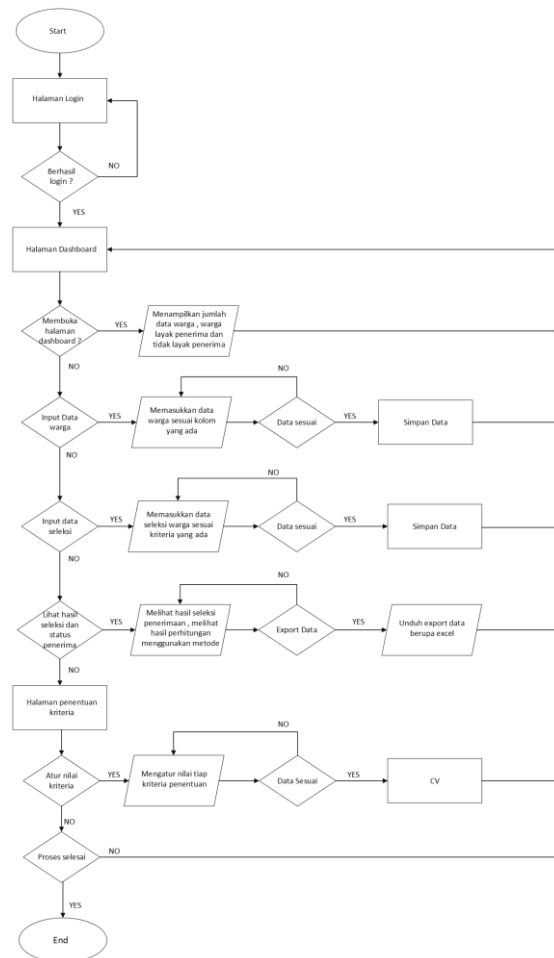 Start
Halaman Login
Berhasil
login ?
NO
YES
Halaman Dashboard
Membuka
halaman
dashboard ?
YES
Menampilkan jumlah
data warga , warga
layak penerima dan
tidak layak penerima
NO
NO
Input Data
warga
YES
Memasukkan data
warga sesuai kolom
yang ada
Data sesuai
YES
Simpan Data
NO
NO
Input data
seleksi
YES
Memasukkan data
seleksi warga sesuai
kriteria yang ada
Data sesuai
YES
Simpan Data
NO
NO
Lihat hasil
seleksi dan
status
penerima
YES
Melihat hasil seleksi
penerimaan , melihat
hasil perhitungan
menggunakan metode
Export Data
YES
Unduh export data
berupa excel
NO
Halaman penentuan
kriteria
NO
Atur nilai
kriteria
YES
Mengatur nilai tiap
kriteria penentuan
Data Sesuai
YES
CV
NO
Proses selesai
NO
YES
End